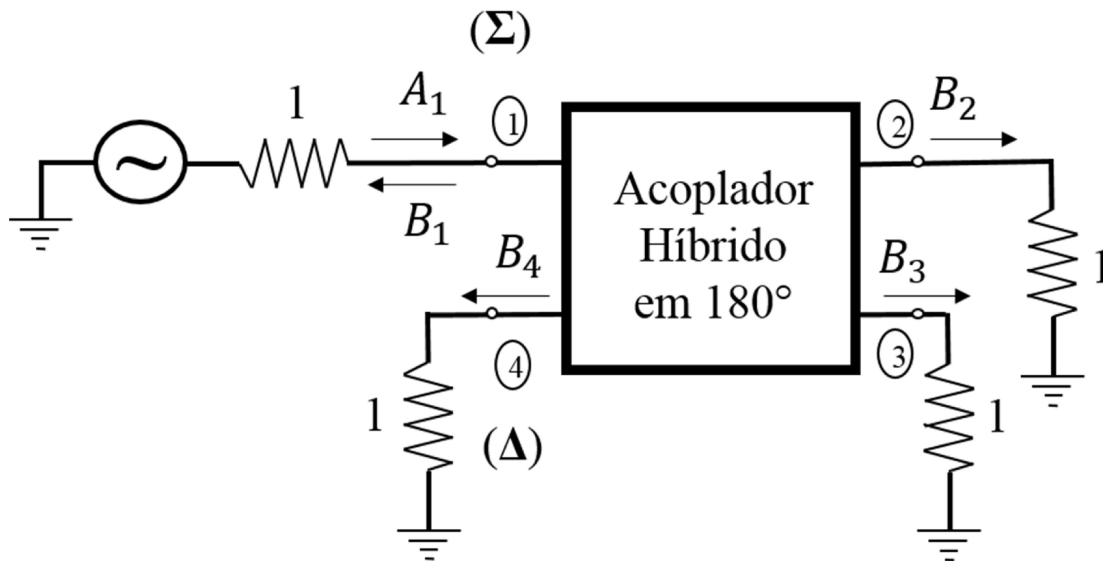 (Σ)
1
A₁
①
②
B₂
B₁
Acoplador
Híbrido
em 180°
B₄
B₃
1
④
③
1
1
(Δ)